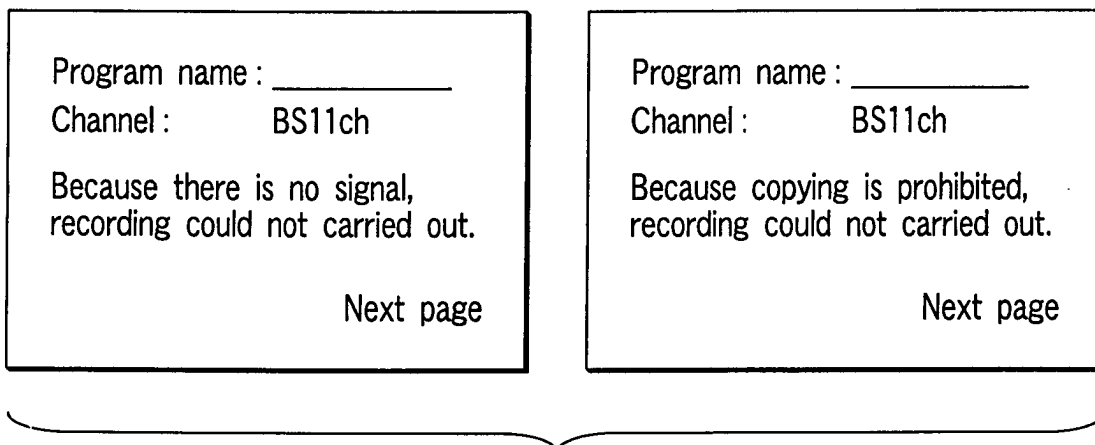 Program name :
Channel : BS11ch
Because there is no signal,
recording could not carried out.
Next page
Program name :
Channel : BS11ch
Because copying is prohibited,
recording could not carried out.
Next page